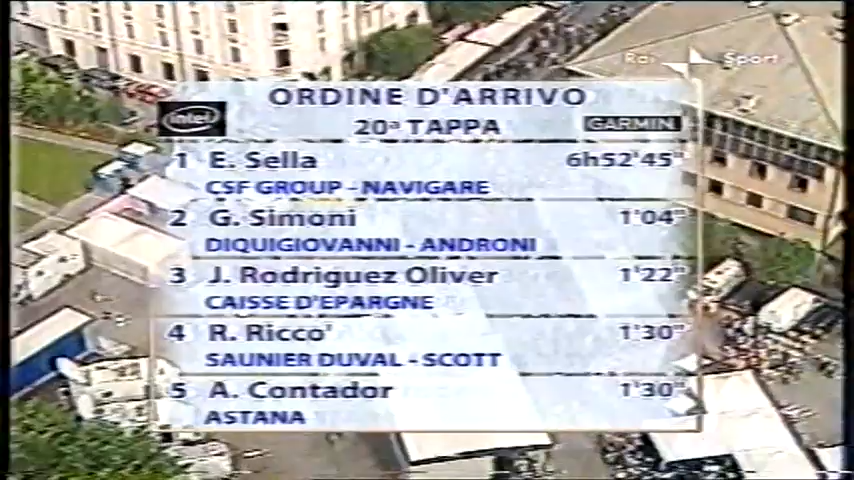 Rai Sport
ORDINE D'ARRIVO
intel
20ª TAPPA
GARMIN
1 E. Sella 6h52'45"
CSF GROUP - NAVIGARE
2 G. Simoni 1'04"
DIQUIGIOVANNI - ANDRONI
3 J. Rodriguez Oliver 1'22"
CAISSE D'EPARGNE
4 R. Ricco' 1'30"
SAUNIER DUVAL - SCOTT
5 A. Contador 1'30"
ASTANA